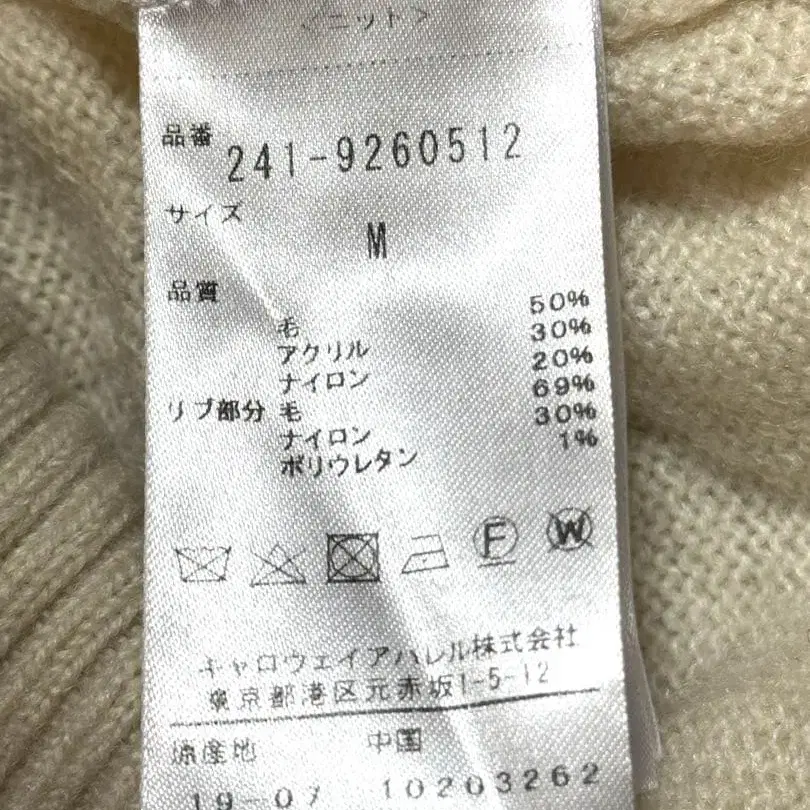 <ニット>
品番 241-9260512
サイズ
M
品質
毛 50%
アクリル 30%
ナイロン 20%
リブ部分 毛 69%
ナイロン 30%
ポリウレタン 1%
F W
キャロウェイアパレル株式会社
東京都港区元赤坂1-5-12
原産地 中国
19-07 10203262